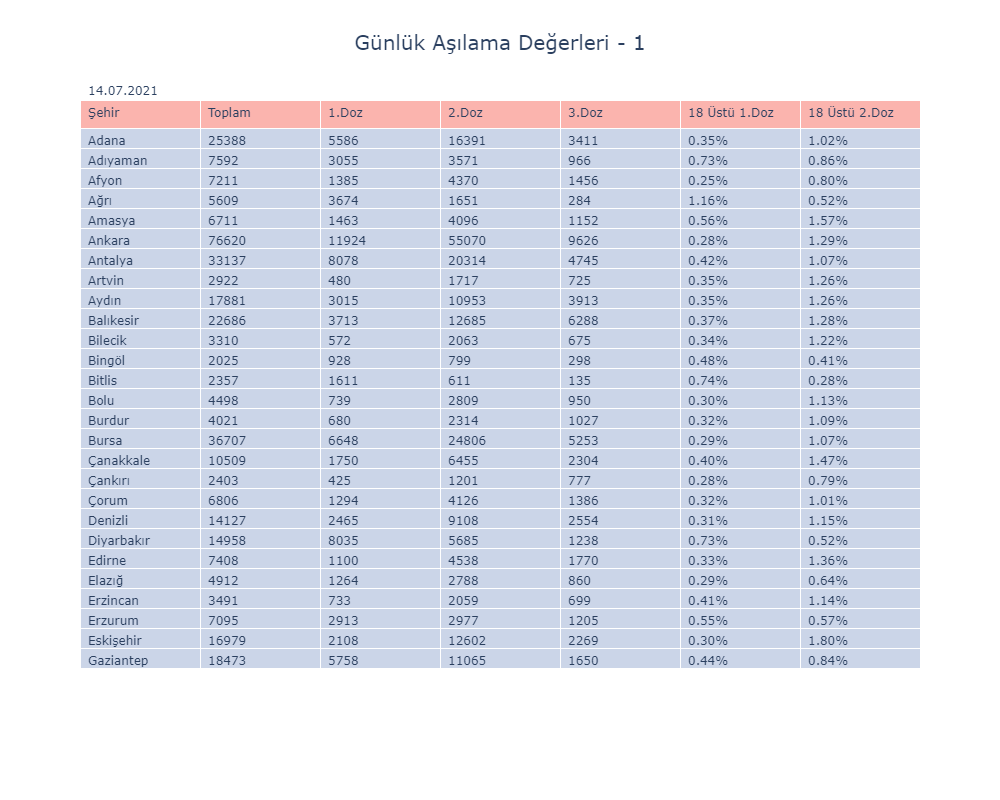 Günlük Aşılama Değerleri - 1
14.07.2021
Şehir Toplam 1.Doz 2.Doz 3.Doz 18 Üstü 1.Doz 18 Üstü 2.Doz
Adana 25388 5586 16391 3411 0.35% 1.02%
Adıyaman 7592 3055 3571 966 0.73% 0.86%
Afyon 7211 1385 4370 1456 0.25% 0.80%
Ağrı 5609 3674 1651 284 1.16% 0.52%
Amasya 6711 1463 4096 1152 0.56% 1.57%
Ankara 76620 11924 55070 9626 0.28% 1.29%
Antalya 33137 8078 20314 4745 0.42% 1.07%
Artvin 2922 480 1717 725 0.35% 1.26%
Aydın 17881 3015 10953 3913 0.35% 1.26%
Balıkesir 22686 3713 12685 6288 0.37% 1.28%
Bilecik 3310 572 2063 675 0.34% 1.22%
Bingöl 2025 928 799 298 0.48% 0.41%
Bitlis 2357 1611 611 135 0.74% 0.28%
Bolu 4498 739 2809 950 0.30% 1.13%
Burdur 4021 680 2314 1027 0.32% 1.09%
Bursa 36707 6648 24806 5253 0.29% 1.07%
Çanakkale 10509 1750 6455 2304 0.40% 1.47%
Çankırı 2403 425 1201 777 0.28% 0.79%
Çorum 6806 1294 4126 1386 0.32% 1.01%
Denizli 14127 2465 9108 2554 0.31% 1.15%
Diyarbakır 14958 8035 5685 1238 0.73% 0.52%
Edirne 7408 1100 4538 1770 0.33% 1.36%
Elazığ 4912 1264 2788 860 0.29% 0.64%
Erzincan 3491 733 2059 699 0.41% 1.14%
Erzurum 7095 2913 2977 1205 0.55% 0.57%
Eskişehir 16979 2108 12602 2269 0.30% 1.80%
Gaziantep 18473 5758 11065 1650 0.44% 0.84%